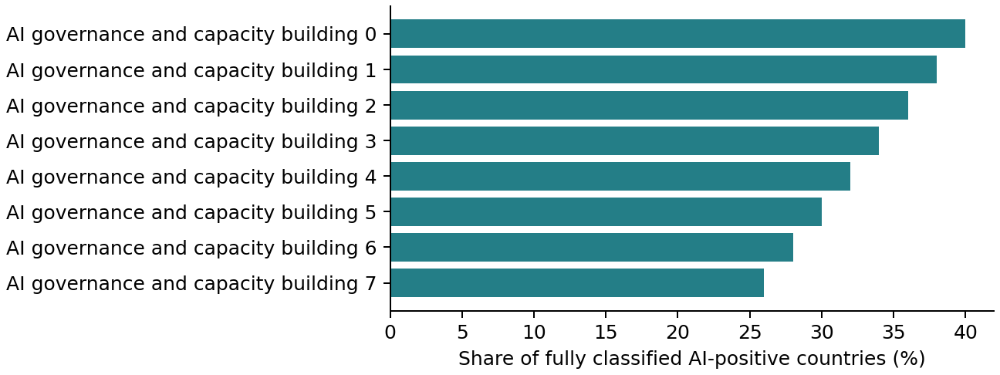 AI governance and capacity building 0
AI governance and capacity building 1
AI governance and capacity building 2
AI governance and capacity building 3
AI governance and capacity building 4
AI governance and capacity building 5
AI governance and capacity building 6
AI governance and capacity building 7
0 5 10 15 20 25 30 35 40
Share of fully classified AI-positive countries (%)